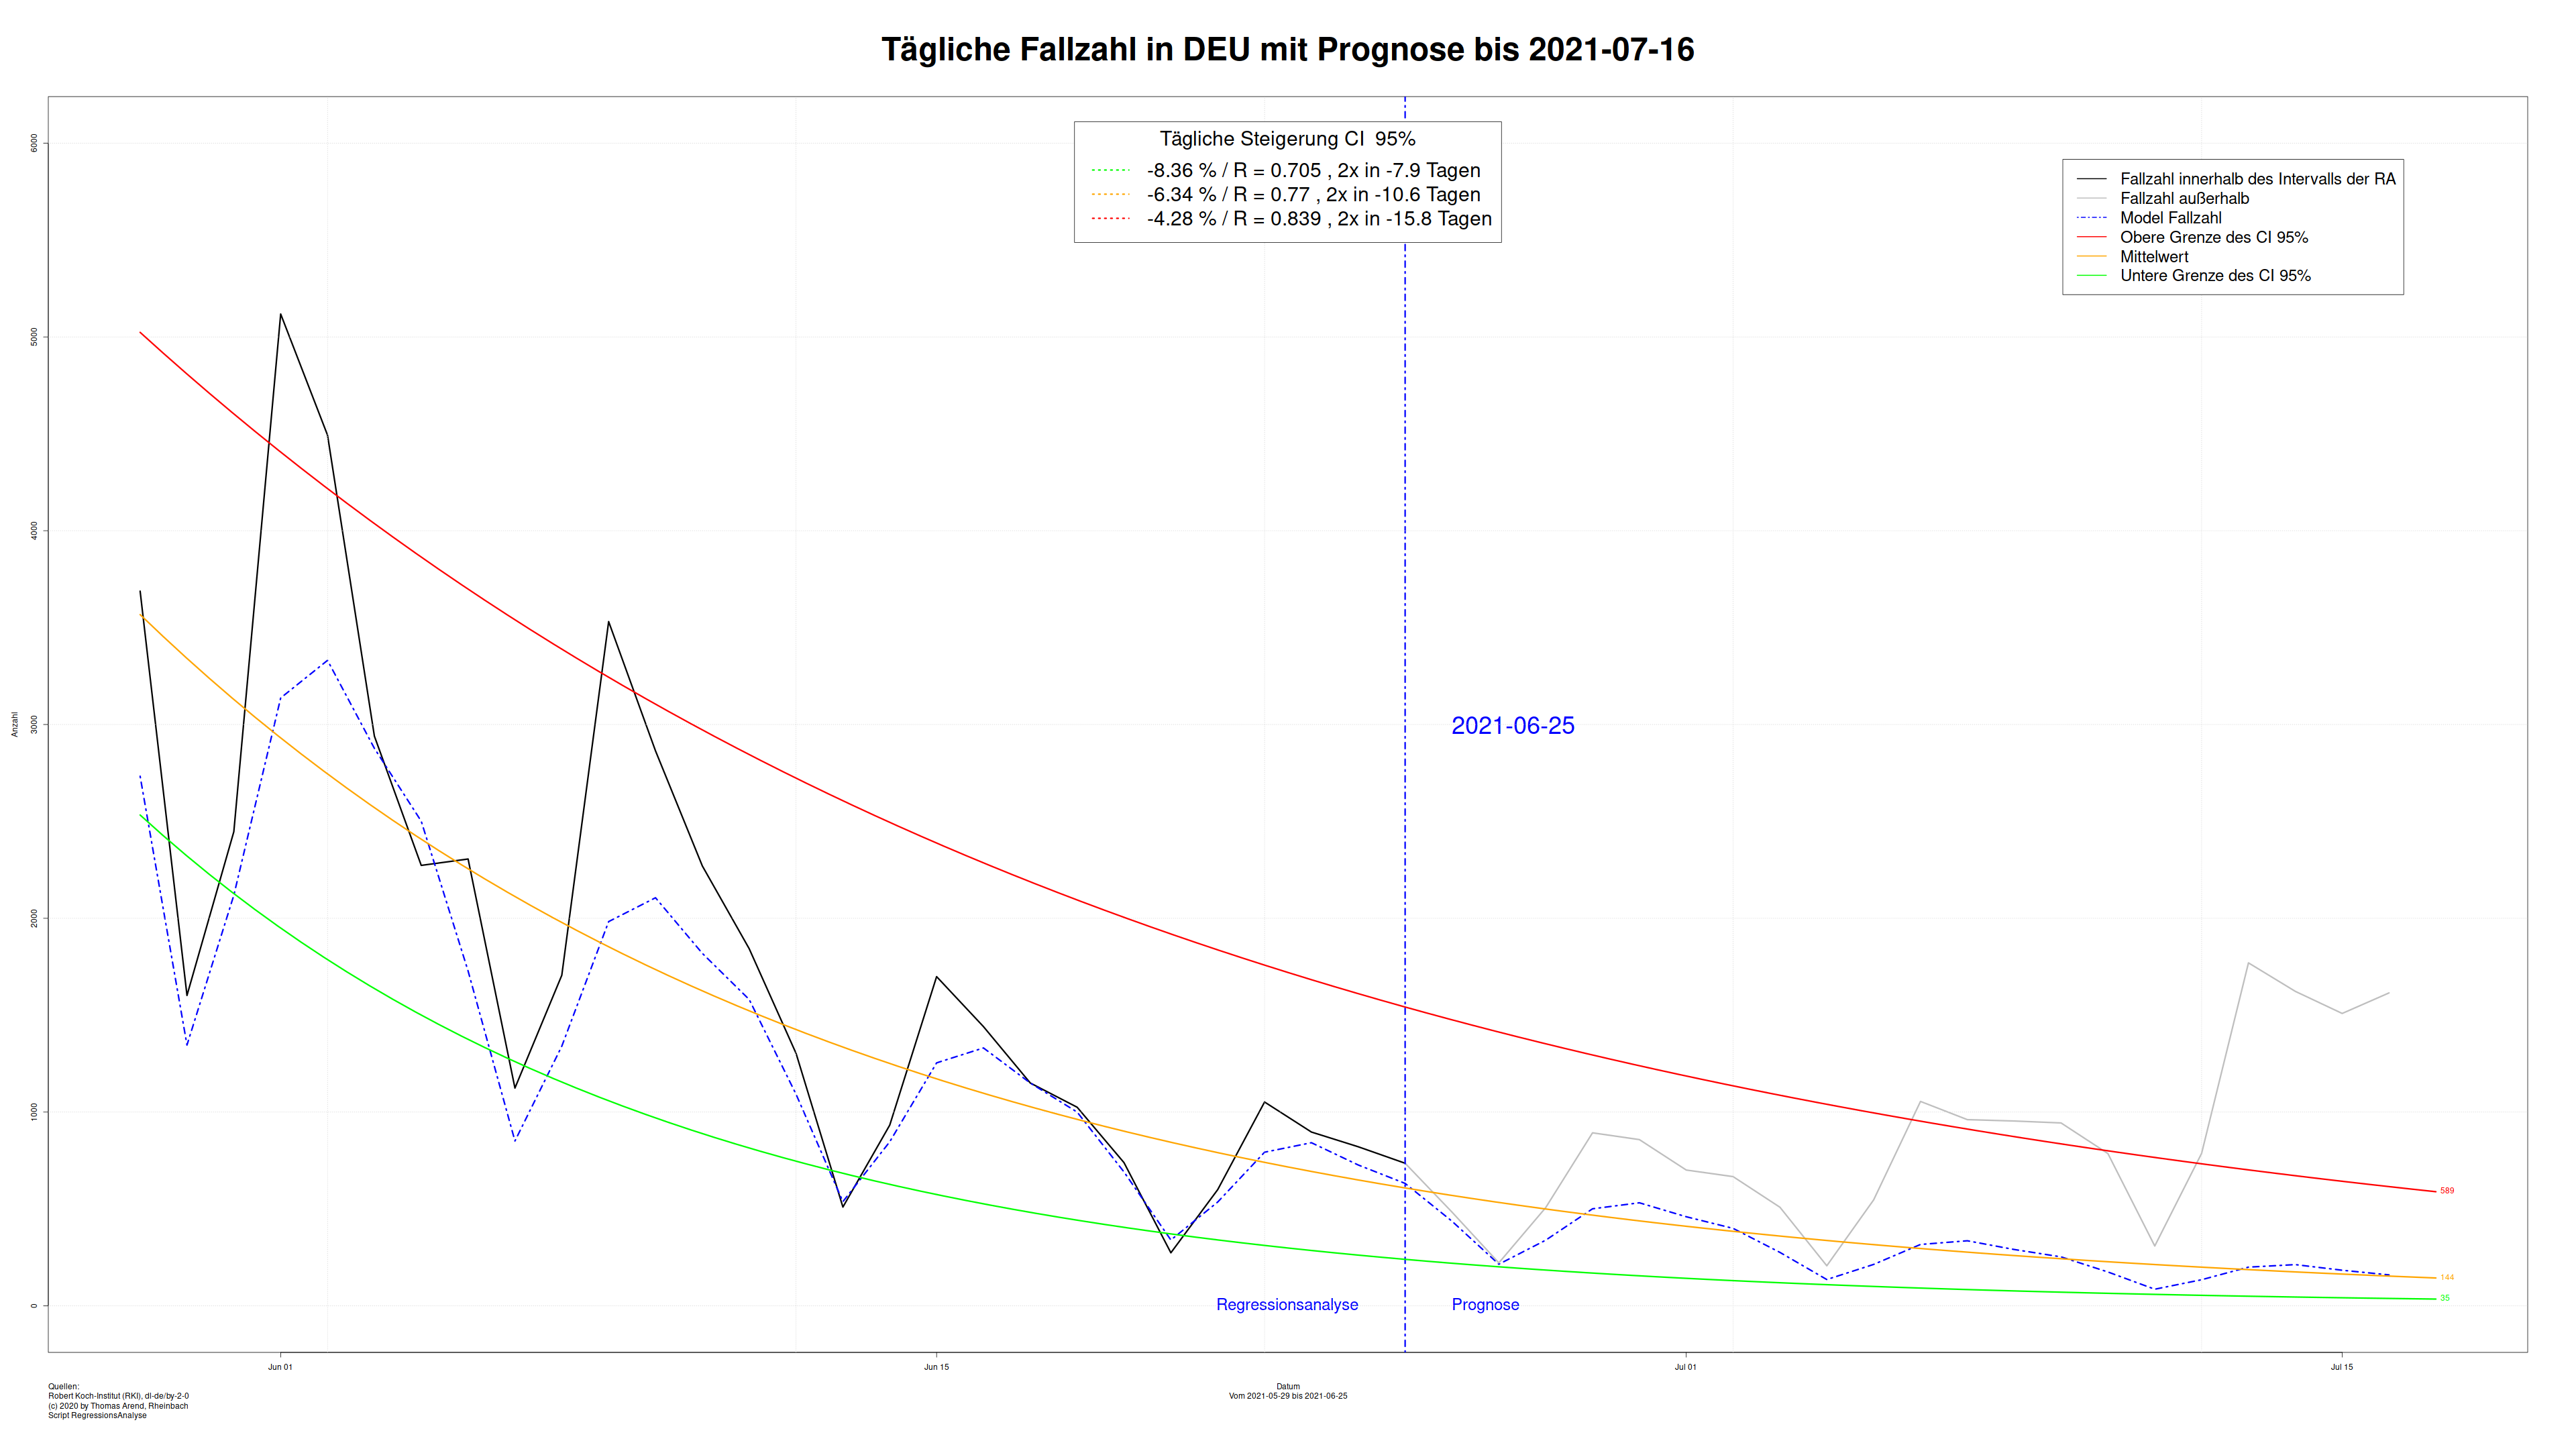 Tägliche Fallzahl in DEU mit Prognose bis 2021-07-16
Tägliche Steigerung CI  95%
-8.36 % / R = 0.705 , 2x in -7.9 Tagen
-6.34 % / R = 0.77 , 2x in -10.6 Tagen
-4.28 % / R = 0.839 , 2x in -15.8 Tagen
Fallzahl innerhalb des Intervalls der RA
Fallzahl außerhalb
Model Fallzahl
Obere Grenze des CI 95%
Mittelwert
Untere Grenze des CI 95%
6000
5000
4000
3000
2000
1000
0
Anzahl
2021-06-25
589
144
35
Regressionsanalyse
Prognose
Jun 01
Jun 15
Jul 01
Jul 15
Datum
Vom 2021-05-29 bis 2021-06-25
Quellen:
Robert Koch-Institut (RKI), dl-de/by-2-0
(c) 2020 by Thomas Arend, Rheinbach
Script RegressionsAnalyse